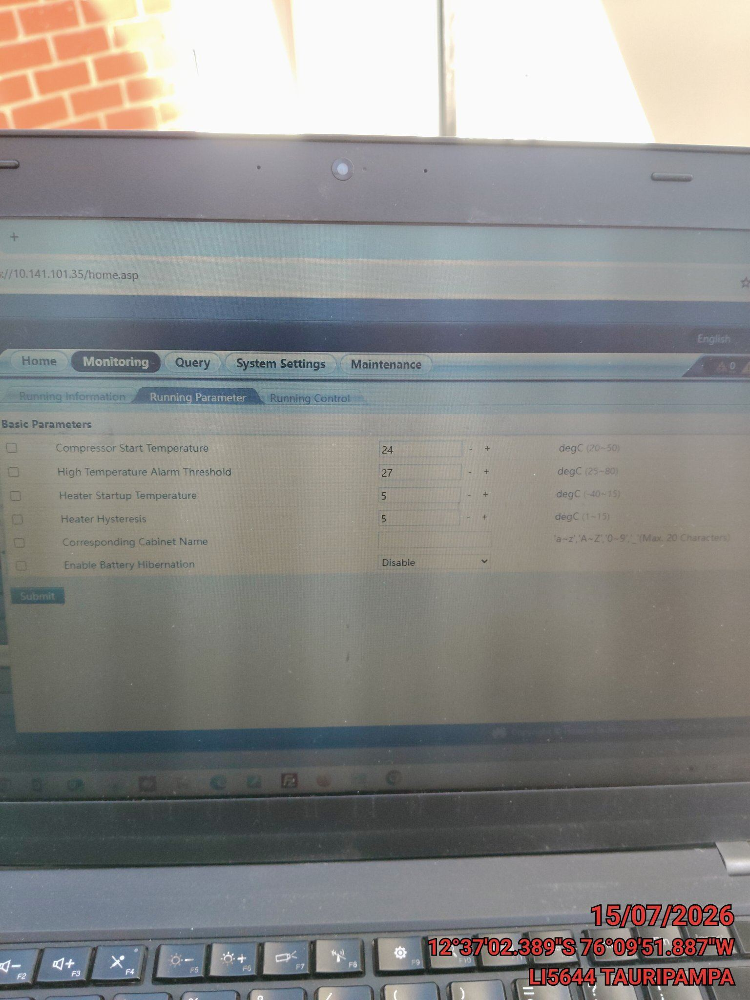 +
://10.141.101.35/home.asp
English
Home Monitoring Query System Settings Maintenance 0
Running Information Running Parameter Running Control
Basic Parameters
Compressor Start Temperature 24 - + degC (20~50)
High Temperature Alarm Threshold 27 - + degC (25~80)
Heater Startup Temperature 5 - + degC (-40~15)
Heater Hysteresis 5 - + degC (1~15)
Corresponding Cabinet Name 'a~z','A~Z','0~9','_'(Max. 20 Characters)
Enable Battery Hibernation Disable
Submit
15/07/2026
12°37'02.389"S 76°09'51.887"W
LI5644 TAURIPAMPA
F2 F3 F4 F5 F6 F7 F8 F9 F10